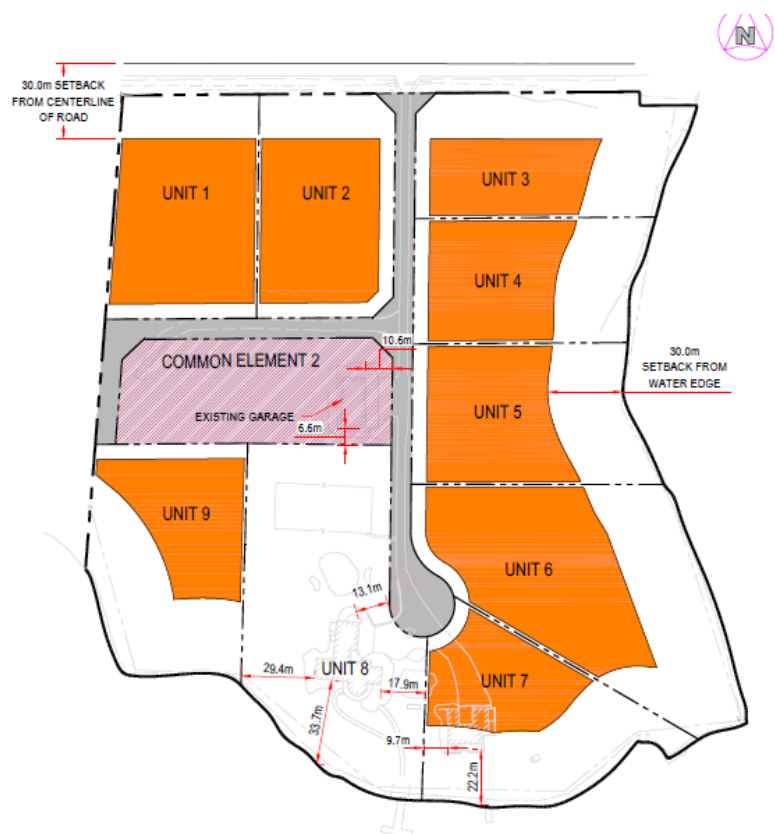 N
30.0m SETBACK
FROM CENTERLINE
OF ROAD
UNIT 1
UNIT 2
UNIT 3
UNIT 4
10.6m
COMMON ELEMENT 2
30.0m
SETBACK FROM
WATER EDGE
EXISTING GARAGE
6.6m
UNIT 5
UNIT 9
UNIT 6
13.1m
29.4m
UNIT 8
17.9m
UNIT 7
33.7m
9.7m
22.2m